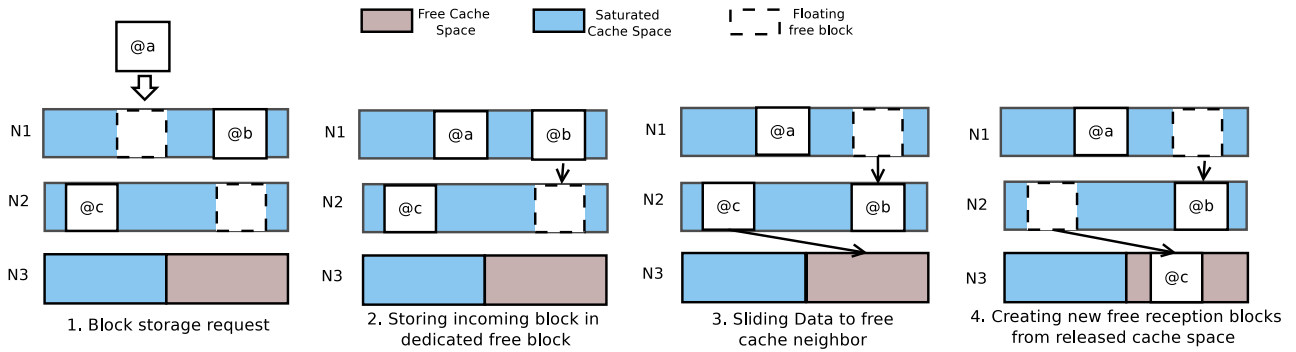 Free Cache
Space
Saturated
Cache Space
Floating
free block
@a
N1
@b
N2
@c
N3
1. Block storage request
N1
@a
@b
N2
@c
N3
2. Storing incoming block in
dedicated free block
N1
@a
N2
@c
@b
N3
3. Sliding Data to free
cache neighbor
N1
@a
N2
@b
N3
@c
4. Creating new free reception blocks
from released cache space